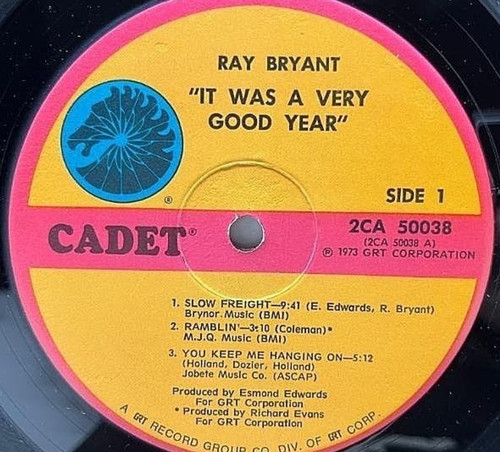 RAY BRYANT
"IT WAS A VERY
GOOD YEAR"
®
SIDE 1
CADET®
2CA 50038
(2CA 50038 A)
℗ 1973 GRT CORPORATION
1. SLOW FREIGHT—9:41 (E. Edwards, R. Bryant)
Brynor Music (BMI)
2. RAMBLIN'—3:10 (Coleman)*
M.J.Q. Music (BMI)
3. YOU KEEP ME HANGING ON—5:12
(Holland, Dozier, Holland)
Jobete Music Co. (ASCAP)
Produced by Esmond Edwards
For GRT Corporation
* Produced by Richard Evans
For GRT Corporation
A GRT RECORD GROUP CO. DIV. OF GRT CORP.